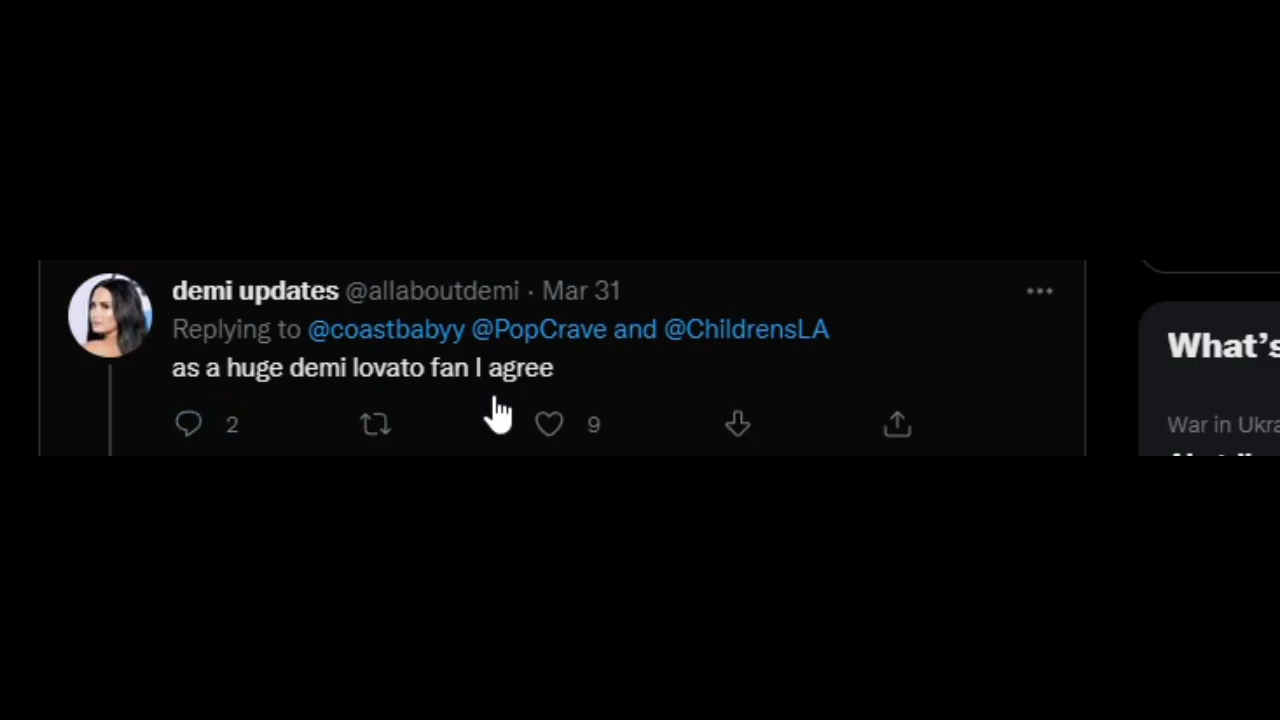 demi updates @allaboutdemi · Mar 31
Replying to @coastbabyy @PopCrave and @ChildrensLA
as a huge demi lovato fan I agree
2 9
What's
War in Ukra